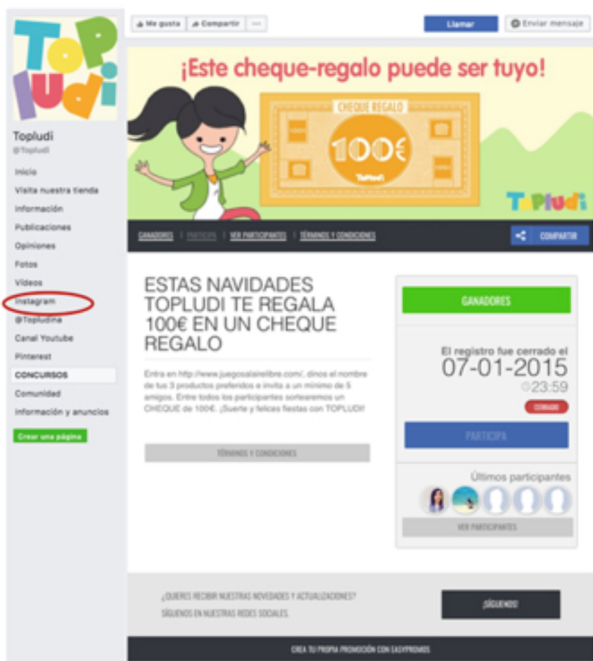 ToP
ludi
Topludi
@Topludi
Inicio
Visita nuestra tienda
Información
Publicaciones
Opiniones
Fotos
Vídeos
Instagram
@Topludina
Canal Youtube
Pinterest
CONCURSOS
Comunidad
Información y anuncios
Crear una página
Me gusta
Compartir
Llamar
Enviar mensaje
¡Este cheque-regalo puede ser tuyo!
CHEQUE REGALO
100€
TOPludi
TOPludi
GANADORES | PARTICIPA | VER PARTICIPANTES | TÉRMINOS Y CONDICIONES
COMPARTIR
ESTAS NAVIDADES
TOPLUDI TE REGALA
100€ EN UN CHEQUE
REGALO
Entra en http://www.juegosalairelibre.com/, dinos el nombre
de tus 3 productos preferidos e invita a un mínimo de 5
amigos. Entre todos los participantes sortearemos un
CHEQUE de 100€. ¡Suerte y felices fiestas con TOPLUDI!
TÉRMINOS Y CONDICIONES
GANADORES
El registro fue cerrado el
07-01-2015
23:59
CERRADO
PARTICIPA
Últimos participantes
VER PARTICIPANTES
¿QUIERES RECIBIR NUESTRAS NOVEDADES Y ACTUALIZACIONES?
SÍGUENOS EN NUESTRAS REDES SOCIALES.
¡SÍGUENOS!
CREA TU PROPIA PROMOCIÓN CON EASYPROMOS